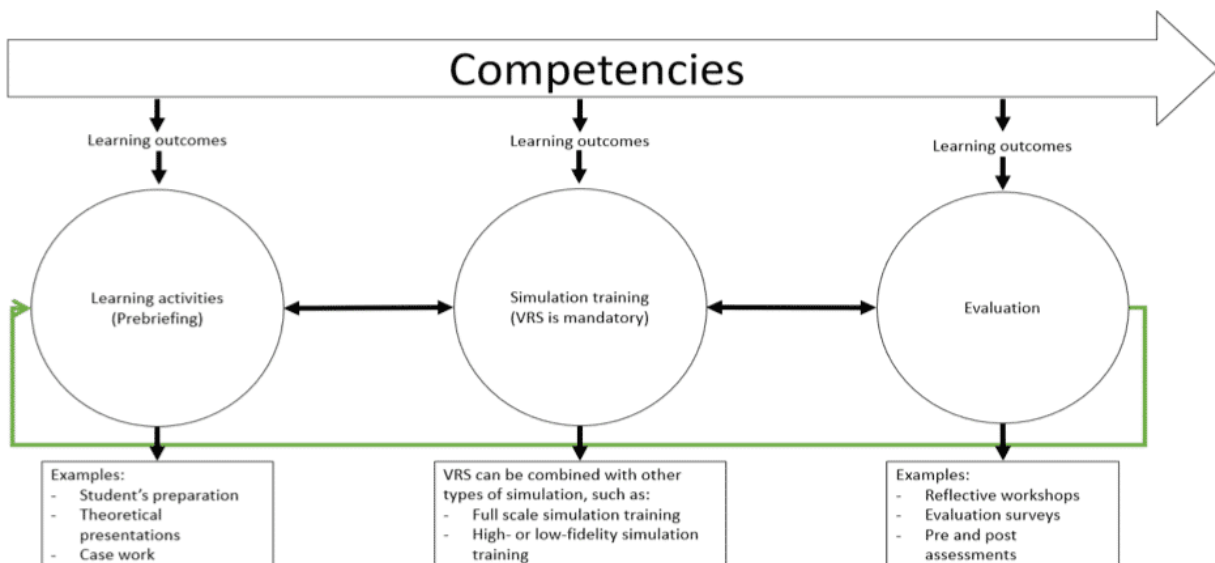 Competencies
Learning outcomes
Learning outcomes
Learning outcomes
Learning activities
(Prebriefing)
Simulation training
(VRS is mandatory)
Evaluation
Examples:
- Student's preparation
- Theoretical
presentations
- Case work
VRS can be combined with other
types of simulation, such as:
- Full scale simulation training
- High- or low-fidelity simulation
training
Examples:
- Reflective workshops
- Evaluation surveys
- Pre and post
assessments